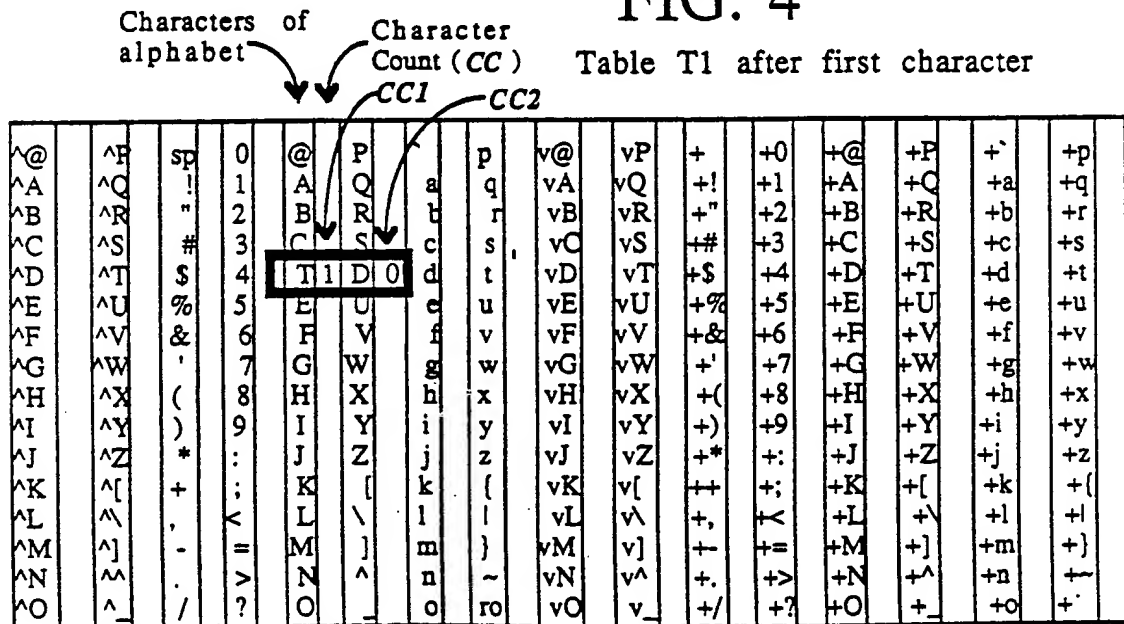 FIG. 4
Characters of alphabet
Character Count (CC)
Table T1 after first character
CC1 CC2
^@ ^P sp 0 @ P ` p v@ vP + +0 +@ +P +` +p
^A ^Q ! 1 A Q a q vA vQ +! +1 +A +Q +a +q
^B ^R " 2 B R b r vB vR +" +2 +B +R +b +r
^C ^S # 3 C S c s vC vS +# +3 +C +S +c +s
^D ^T $ 4 T 1 D 0 d t vD vT +$ +4 +D +T +d +t
^E ^U % 5 E U e u vE vU +% +5 +E +U +e +u
^F ^V & 6 F V f v vF vV +& +6 +F +V +f +v
^G ^W ' 7 G W g w vG vW +' +7 +G +W +g +w
^H ^X ( 8 H X h x vH vX +( +8 +H +X +h +x
^I ^Y ) 9 I Y i y vI vY +) +9 +I +Y +i +y
^J ^Z * : J Z j z vJ vZ +* +: +J +Z +j +z
^K ^[ + ; K [ k { vK v[ ++ +; +K +[ +k +{
^L ^\ , < L \ l | vL v\ +, +< +L +\ +l +|
^M ^] - = M ] m } vM v] +- += +M +] +m +}
^N ^^ . > N ^ n ~ vN v^ +. +> +N +^ +n +~
^O ^_ / ? O _ o ro vO v_ +/ +? +O +_ +o +˙